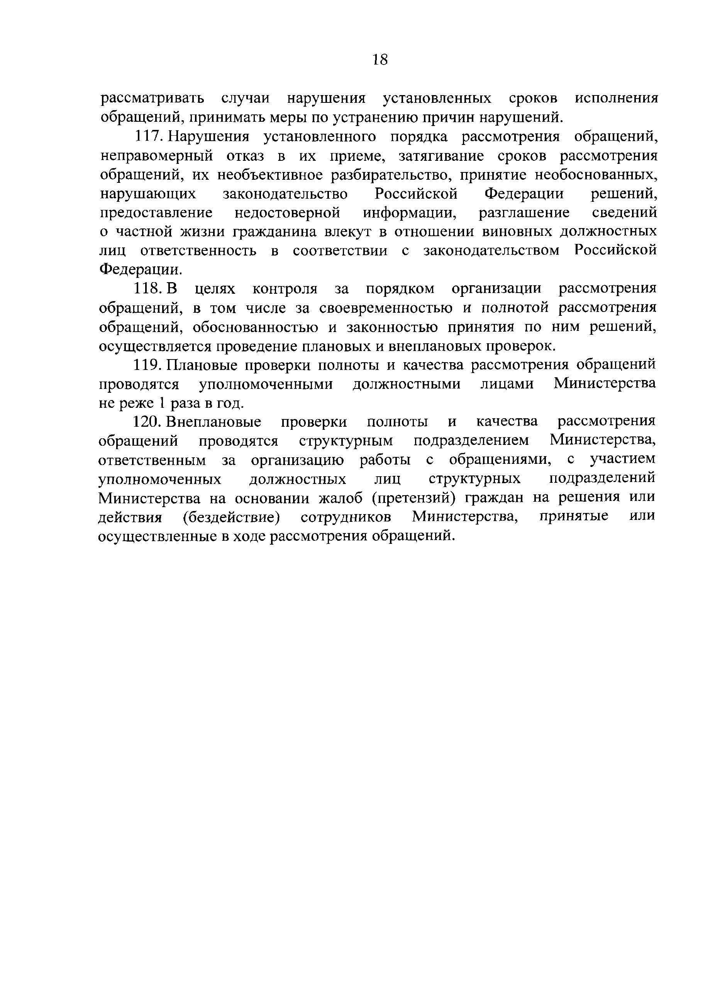 18
рассматривать случаи нарушения установленных сроков исполнения
обращений, принимать меры по устранению причин нарушений.
117. Нарушения установленного порядка рассмотрения обращений,
неправомерный отказ в их приеме, затягивание сроков рассмотрения
обращений, их необъективное разбирательство, принятие необоснованных,
нарушающих законодательство Российской Федерации решений,
предоставление недостоверной информации, разглашение сведений
о частной жизни гражданина влекут в отношении виновных должностных
лиц ответственность в соответствии с законодательством Российской
Федерации.
118. В целях контроля за порядком организации рассмотрения
обращений, в том числе за своевременностью и полнотой рассмотрения
обращений, обоснованностью и законностью принятия по ним решений,
осуществляется проведение плановых и внеплановых проверок.
119. Плановые проверки полноты и качества рассмотрения обращений
проводятся уполномоченными должностными лицами Министерства
не реже 1 раза в год.
120. Внеплановые проверки полноты и качества рассмотрения
обращений проводятся структурным подразделением Министерства,
ответственным за организацию работы с обращениями, с участием
уполномоченных должностных лиц структурных подразделений
Министерства на основании жалоб (претензий) граждан на решения или
действия (бездействие) сотрудников Министерства, принятые или
осуществленные в ходе рассмотрения обращений.